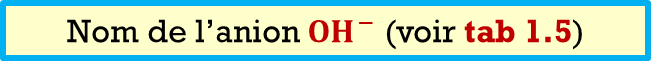 Nom de l’anion OH⁻ (voir tab 1.5)